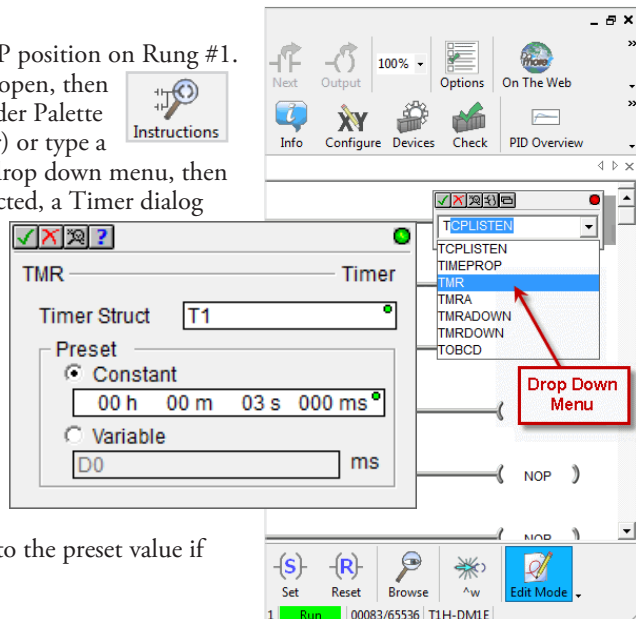 P position on Rung #1.
open, then
der Palette
) or type a
drop down menu, then
cted, a Timer dialog
Instructions
100%
Next
Output
Options
On The Web
more
Info
Configure
Devices
Check
PID Overview
TCPLISTEN
TCPLISTEN
TIMEPROP
TMR
TMRA
TMRADOWN
TMRDOWN
TOBCD
Drop Down
Menu
TMR
Timer
Timer Struct
T1
Preset
Constant
00 h 00 m 03 s 000 ms
Variable
D0
ms
NOP
NOP
to the preset value if
S
R
Set
Reset
Browse
^w
Edit Mode
1 Run 00083/65536 T1H-DM1E